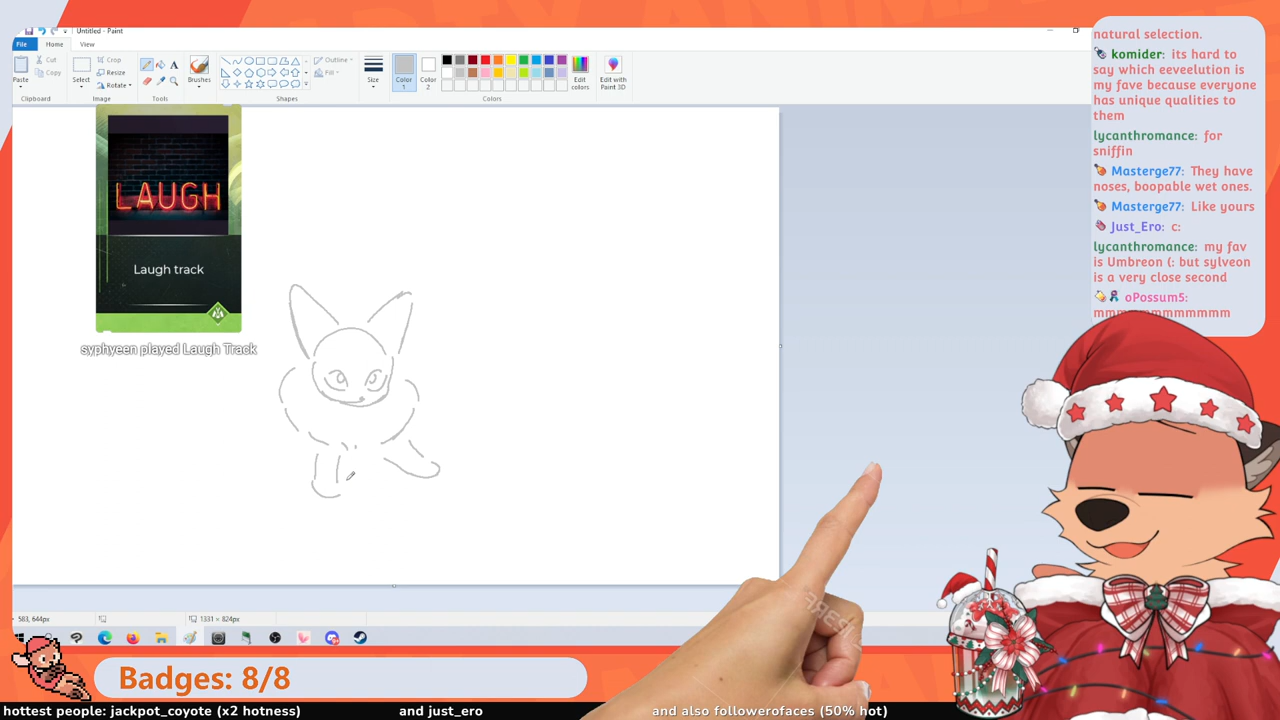 Untitled - Paint
File Home View
Cut
Copy
Paste
Clipboard
Select
Crop
Resize
Rotate
Image
A
Tools
Brushes
Shapes
Outline
Fill
Size
Color
1
Color
2
Edit
colors
Edit with
Paint 3D
Colors
LAUGH
Laugh track
syphyeen played Laugh Track
583, 644px
1331 × 824px
natural selection.
komider: its hard to
say which eeveelution is
my fave because everyone
has unique qualities to
them
lycanthromance: for
sniffin
Masterge77: They have
noses, boopable wet ones.
Masterge77: Like yours
Just_Ero: c:
lycanthromance: my fav
is Umbreon (: but sylveon
is a very close second
oPossum5:
Badges: 8/8
hottest people: jackpot_coyote (x2 hotness) and just_ero and also followerofaces (50% hot)